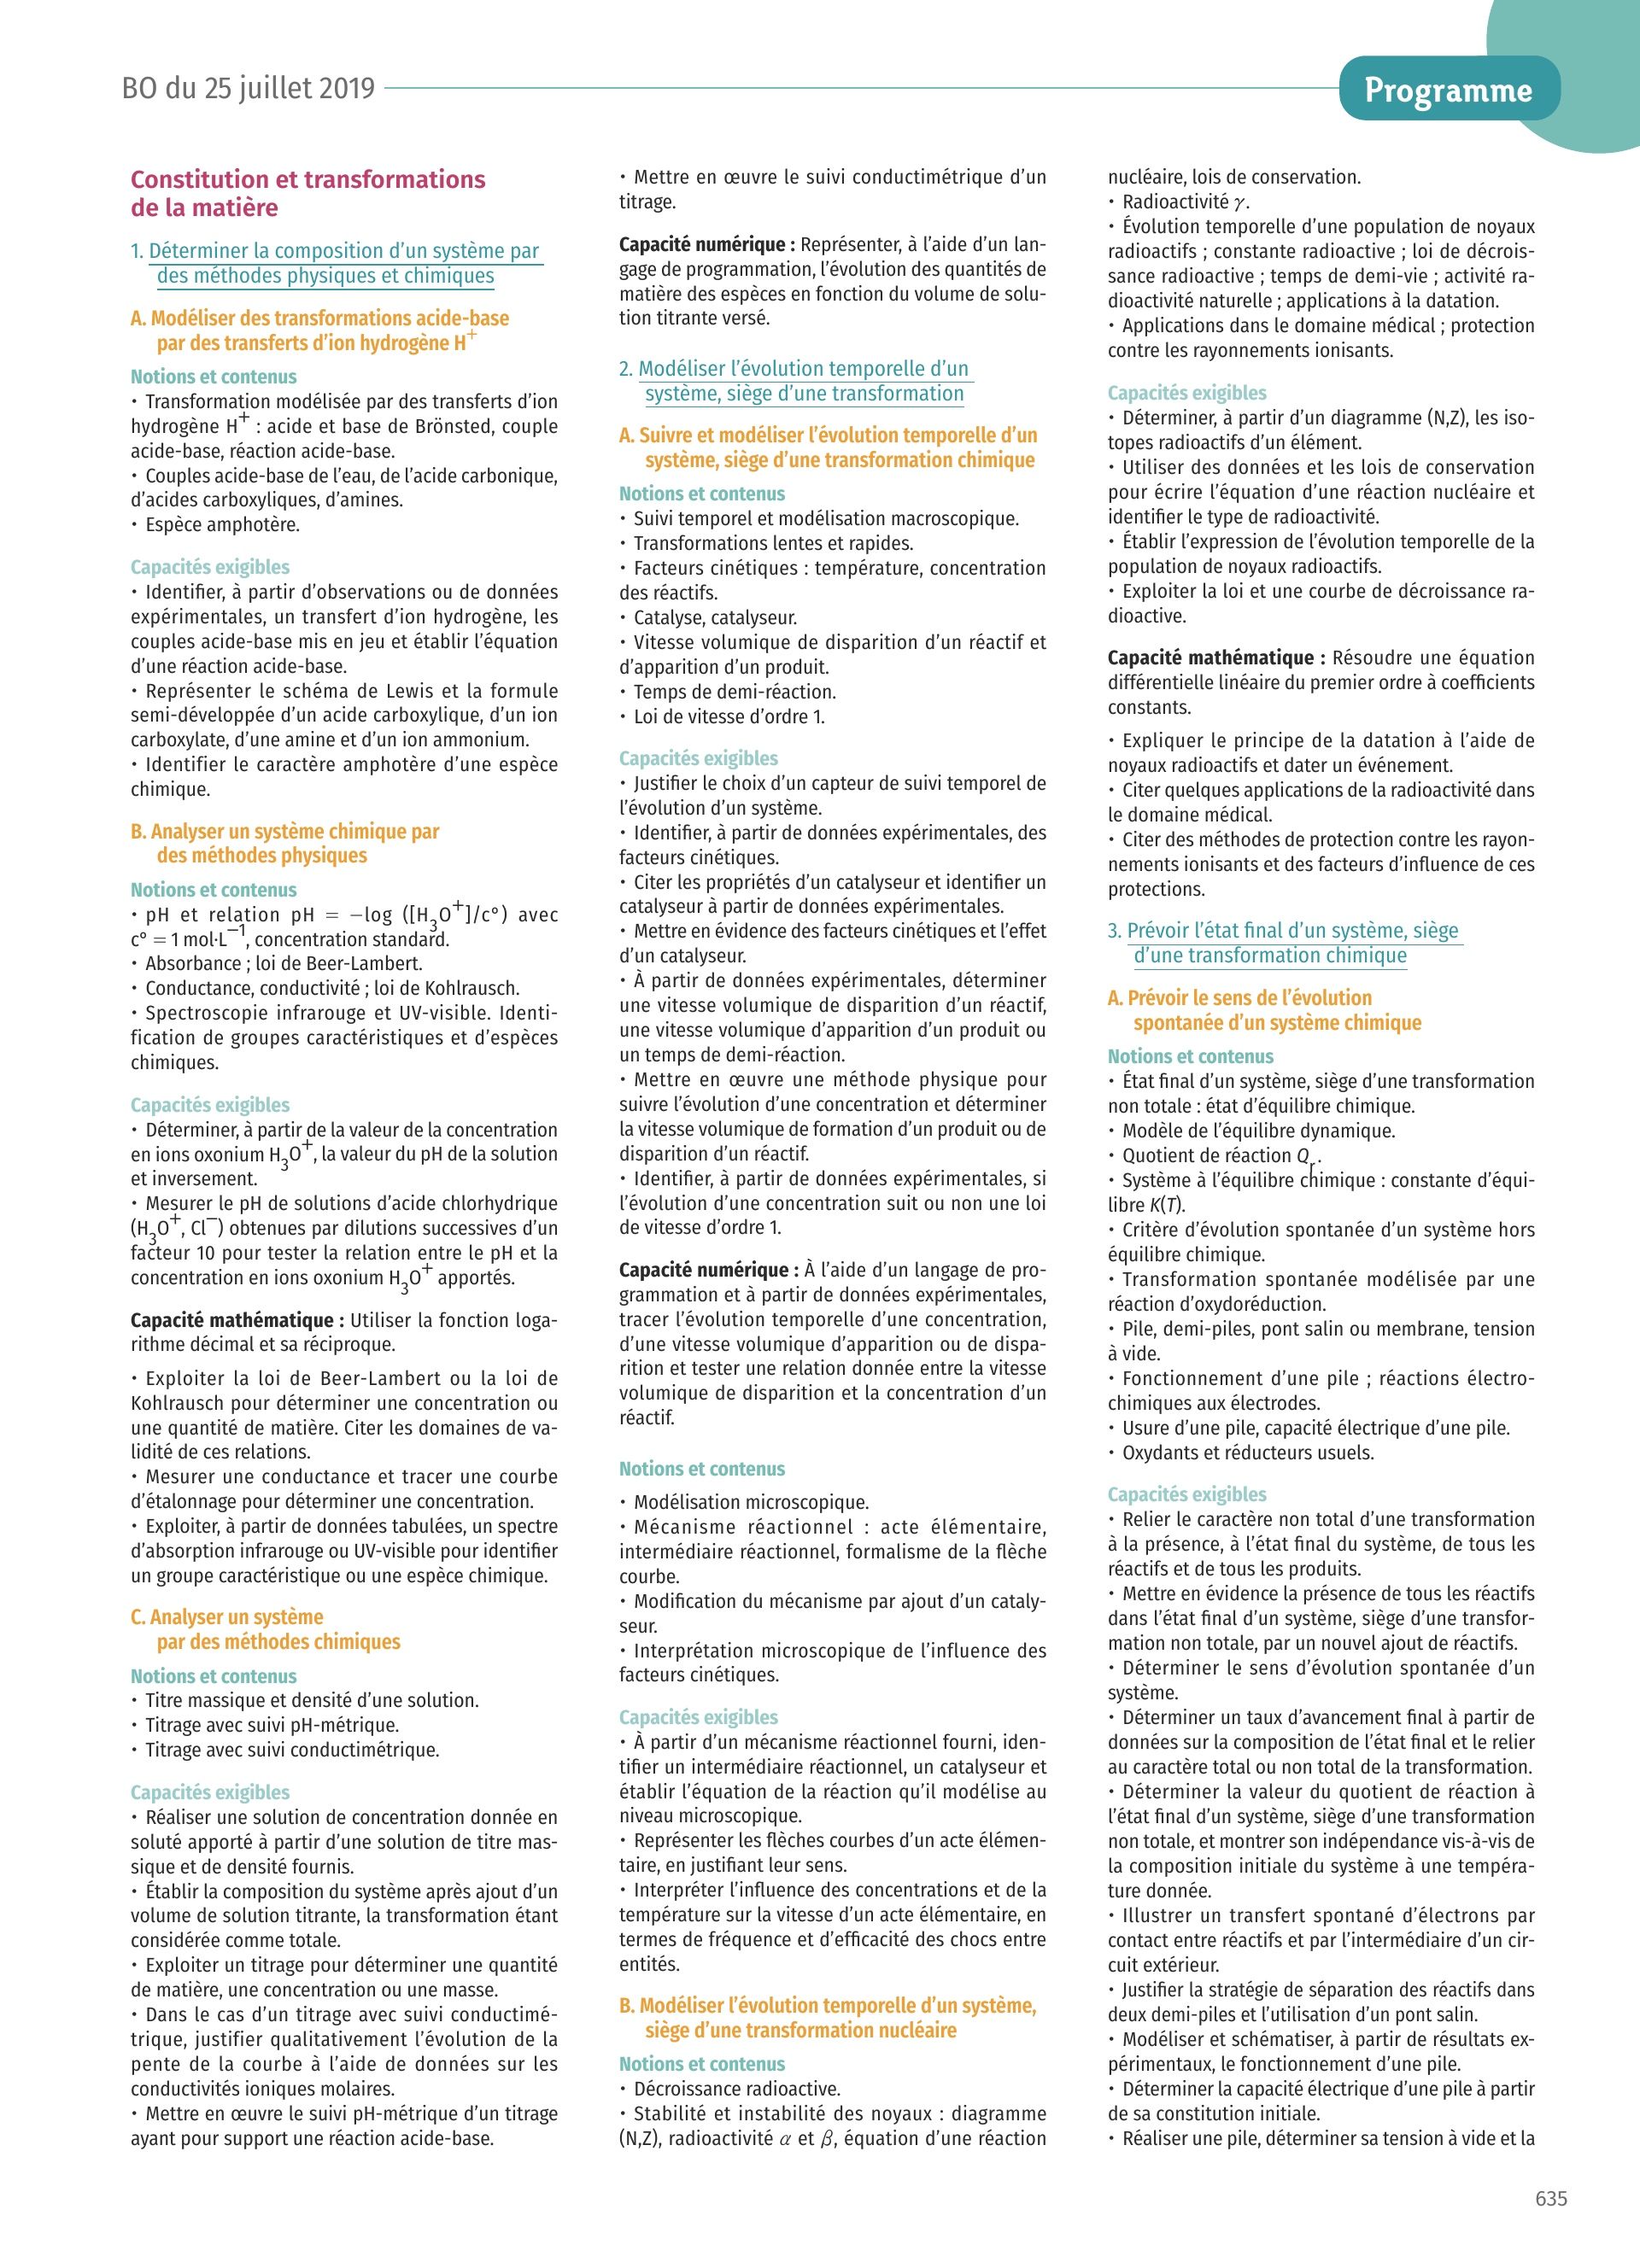 BO du 25 juillet 2019
Programme
Constitution et transformations
de la matière
1. Déterminer la composition d’un système par
des méthodes physiques et chimiques
A. Modéliser des transformations acide-base
par des transferts d’ion hydrogène H⁺
Notions et contenus
• Transformation modélisée par des transferts d’ion
hydrogène H⁺ : acide et base de Brönsted, couple
acide-base, réaction acide-base.
• Couples acide-base de l’eau, de l’acide carbonique,
d’acides carboxyliques, d’amines.
• Espèce amphotère.
Capacités exigibles
• Identifier, à partir d’observations ou de données
expérimentales, un transfert d’ion hydrogène, les
couples acide-base mis en jeu et établir l’équation
d’une réaction acide-base.
• Représenter le schéma de Lewis et la formule
semi-développée d’un acide carboxylique, d’un ion
carboxylate, d’une amine et d’un ion ammonium.
• Identifier le caractère amphotère d’une espèce
chimique.
B. Analyser un système chimique par
des méthodes physiques
Notions et contenus
• pH et relation pH = −log ([H₃O⁺]/c°) avec
c° = 1 mol·L⁻¹, concentration standard.
• Absorbance ; loi de Beer-Lambert.
• Conductance, conductivité ; loi de Kohlrausch.
• Spectroscopie infrarouge et UV-visible. Identi-
fication de groupes caractéristiques et d’espèces
chimiques.
Capacités exigibles
• Déterminer, à partir de la valeur de la concentration
en ions oxonium H₃O⁺, la valeur du pH de la solution
et inversement.
• Mesurer le pH de solutions d’acide chlorhydrique
(H₃O⁺, Cl⁻) obtenues par dilutions successives d’un
facteur 10 pour tester la relation entre le pH et la
concentration en ions oxonium H₃O⁺ apportés.
Capacité mathématique : Utiliser la fonction loga-
rithme décimal et sa réciproque.
• Exploiter la loi de Beer-Lambert ou la loi de
Kohlrausch pour déterminer une concentration ou
une quantité de matière. Citer les domaines de va-
lidité de ces relations.
• Mesurer une conductance et tracer une courbe
d’étalonnage pour déterminer une concentration.
• Exploiter, à partir de données tabulées, un spectre
d’absorption infrarouge ou UV-visible pour identifier
un groupe caractéristique ou une espèce chimique.
C. Analyser un système
par des méthodes chimiques
Notions et contenus
• Titre massique et densité d’une solution.
• Titrage avec suivi pH-métrique.
• Titrage avec suivi conductimétrique.
Capacités exigibles
• Réaliser une solution de concentration donnée en
soluté apporté à partir d’une solution de titre mas-
sique et de densité fournis.
• Établir la composition du système après ajout d’un
volume de solution titrante, la transformation étant
considérée comme totale.
• Exploiter un titrage pour déterminer une quantité
de matière, une concentration ou une masse.
• Dans le cas d’un titrage avec suivi conductimé-
trique, justifier qualitativement l’évolution de la
pente de la courbe à l’aide de données sur les
conductivités ioniques molaires.
• Mettre en œuvre le suivi pH-métrique d’un titrage
ayant pour support une réaction acide-base.
• Mettre en œuvre le suivi conductimétrique d’un
titrage.
Capacité numérique : Représenter, à l’aide d’un lan-
gage de programmation, l’évolution des quantités de
matière des espèces en fonction du volume de solu-
tion titrante versé.
2. Modéliser l’évolution temporelle d’un
système, siège d’une transformation
A. Suivre et modéliser l’évolution temporelle d’un
système, siège d’une transformation chimique
Notions et contenus
• Suivi temporel et modélisation macroscopique.
• Transformations lentes et rapides.
• Facteurs cinétiques : température, concentration
des réactifs.
• Catalyse, catalyseur.
• Vitesse volumique de disparition d’un réactif et
d’apparition d’un produit.
• Temps de demi-réaction.
• Loi de vitesse d’ordre 1.
Capacités exigibles
• Justifier le choix d’un capteur de suivi temporel de
l’évolution d’un système.
• Identifier, à partir de données expérimentales, des
facteurs cinétiques.
• Citer les propriétés d’un catalyseur et identifier un
catalyseur à partir de données expérimentales.
• Mettre en évidence des facteurs cinétiques et l’effet
d’un catalyseur.
• À partir de données expérimentales, déterminer
une vitesse volumique de disparition d’un réactif,
une vitesse volumique d’apparition d’un produit ou
un temps de demi-réaction.
• Mettre en œuvre une méthode physique pour
suivre l’évolution d’une concentration et déterminer
la vitesse volumique de formation d’un produit ou de
disparition d’un réactif.
• Identifier, à partir de données expérimentales, si
l’évolution d’une concentration suit ou non une loi
de vitesse d’ordre 1.
Capacité numérique : À l’aide d’un langage de pro-
grammation et à partir de données expérimentales,
tracer l’évolution temporelle d’une concentration,
d’une vitesse volumique d’apparition ou de dispa-
rition et tester une relation donnée entre la vitesse
volumique de disparition et la concentration d’un
réactif.
Notions et contenus
• Modélisation microscopique.
• Mécanisme réactionnel : acte élémentaire,
intermédiaire réactionnel, formalisme de la flèche
courbe.
• Modification du mécanisme par ajout d’un cataly-
seur.
• Interprétation microscopique de l’influence des
facteurs cinétiques.
Capacités exigibles
• À partir d’un mécanisme réactionnel fourni, iden-
tifier un intermédiaire réactionnel, un catalyseur et
établir l’équation de la réaction qu’il modélise au
niveau microscopique.
• Représenter les flèches courbes d’un acte élémen-
taire, en justifiant leur sens.
• Interpréter l’influence des concentrations et de la
température sur la vitesse d’un acte élémentaire, en
termes de fréquence et d’efficacité des chocs entre
entités.
B. Modéliser l’évolution temporelle d’un système,
siège d’une transformation nucléaire
Notions et contenus
• Décroissance radioactive.
• Stabilité et instabilité des noyaux : diagramme
(N,Z), radioactivité α et β, équation d’une réaction
nucléaire, lois de conservation.
• Radioactivité γ.
• Évolution temporelle d’une population de noyaux
radioactifs ; constante radioactive ; loi de décrois-
sance radioactive ; temps de demi-vie ; activité ra-
dioactivité naturelle ; applications à la datation.
• Applications dans le domaine médical ; protection
contre les rayonnements ionisants.
Capacités exigibles
• Déterminer, à partir d’un diagramme (N,Z), les iso-
topes radioactifs d’un élément.
• Utiliser des données et les lois de conservation
pour écrire l’équation d’une réaction nucléaire et
identifier le type de radioactivité.
• Établir l’expression de l’évolution temporelle de la
population de noyaux radioactifs.
• Exploiter la loi et une courbe de décroissance ra-
dioactive.
Capacité mathématique : Résoudre une équation
différentielle linéaire du premier ordre à coefficients
constants.
• Expliquer le principe de la datation à l’aide de
noyaux radioactifs et dater un événement.
• Citer quelques applications de la radioactivité dans
le domaine médical.
• Citer des méthodes de protection contre les rayon-
nements ionisants et des facteurs d’influence de ces
protections.
3. Prévoir l’état final d’un système, siège
d’une transformation chimique
A. Prévoir le sens de l’évolution
spontanée d’un système chimique
Notions et contenus
• État final d’un système, siège d’une transformation
non totale : état d’équilibre chimique.
• Modèle de l’équilibre dynamique.
• Quotient de réaction Qᵣ.
• Système à l’équilibre chimique : constante d’équi-
libre K(T).
• Critère d’évolution spontanée d’un système hors
équilibre chimique.
• Transformation spontanée modélisée par une
réaction d’oxydoréduction.
• Pile, demi-piles, pont salin ou membrane, tension
à vide.
• Fonctionnement d’une pile ; réactions électro-
chimiques aux électrodes.
• Usure d’une pile, capacité électrique d’une pile.
• Oxydants et réducteurs usuels.
Capacités exigibles
• Relier le caractère non total d’une transformation
à la présence, à l’état final du système, de tous les
réactifs et de tous les produits.
• Mettre en évidence la présence de tous les réactifs
dans l’état final d’un système, siège d’une transfor-
mation non totale, par un nouvel ajout de réactifs.
• Déterminer le sens d’évolution spontanée d’un
système.
• Déterminer un taux d’avancement final à partir de
données sur la composition de l’état final et le relier
au caractère total ou non total de la transformation.
• Déterminer la valeur du quotient de réaction à
l’état final d’un système, siège d’une transformation
non totale, et montrer son indépendance vis-à-vis de
la composition initiale du système à une tempéra-
ture donnée.
• Illustrer un transfert spontané d’électrons par
contact entre réactifs et par l’intermédiaire d’un cir-
cuit extérieur.
• Justifier la stratégie de séparation des réactifs dans
deux demi-piles et l’utilisation d’un pont salin.
• Modéliser et schématiser, à partir de résultats ex-
périmentaux, le fonctionnement d’une pile.
• Déterminer la capacité électrique d’une pile à partir
de sa constitution initiale.
• Réaliser une pile, déterminer sa tension à vide et la
635